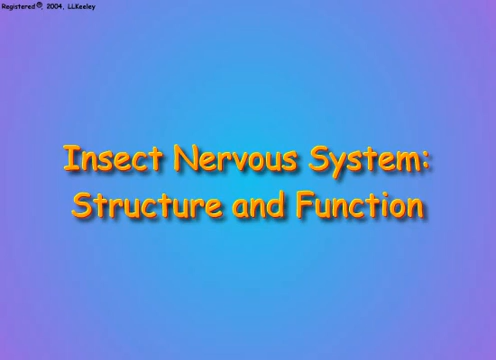 Registered®, 2004, LLKeeley
Insect Nervous System:
Structure and Function